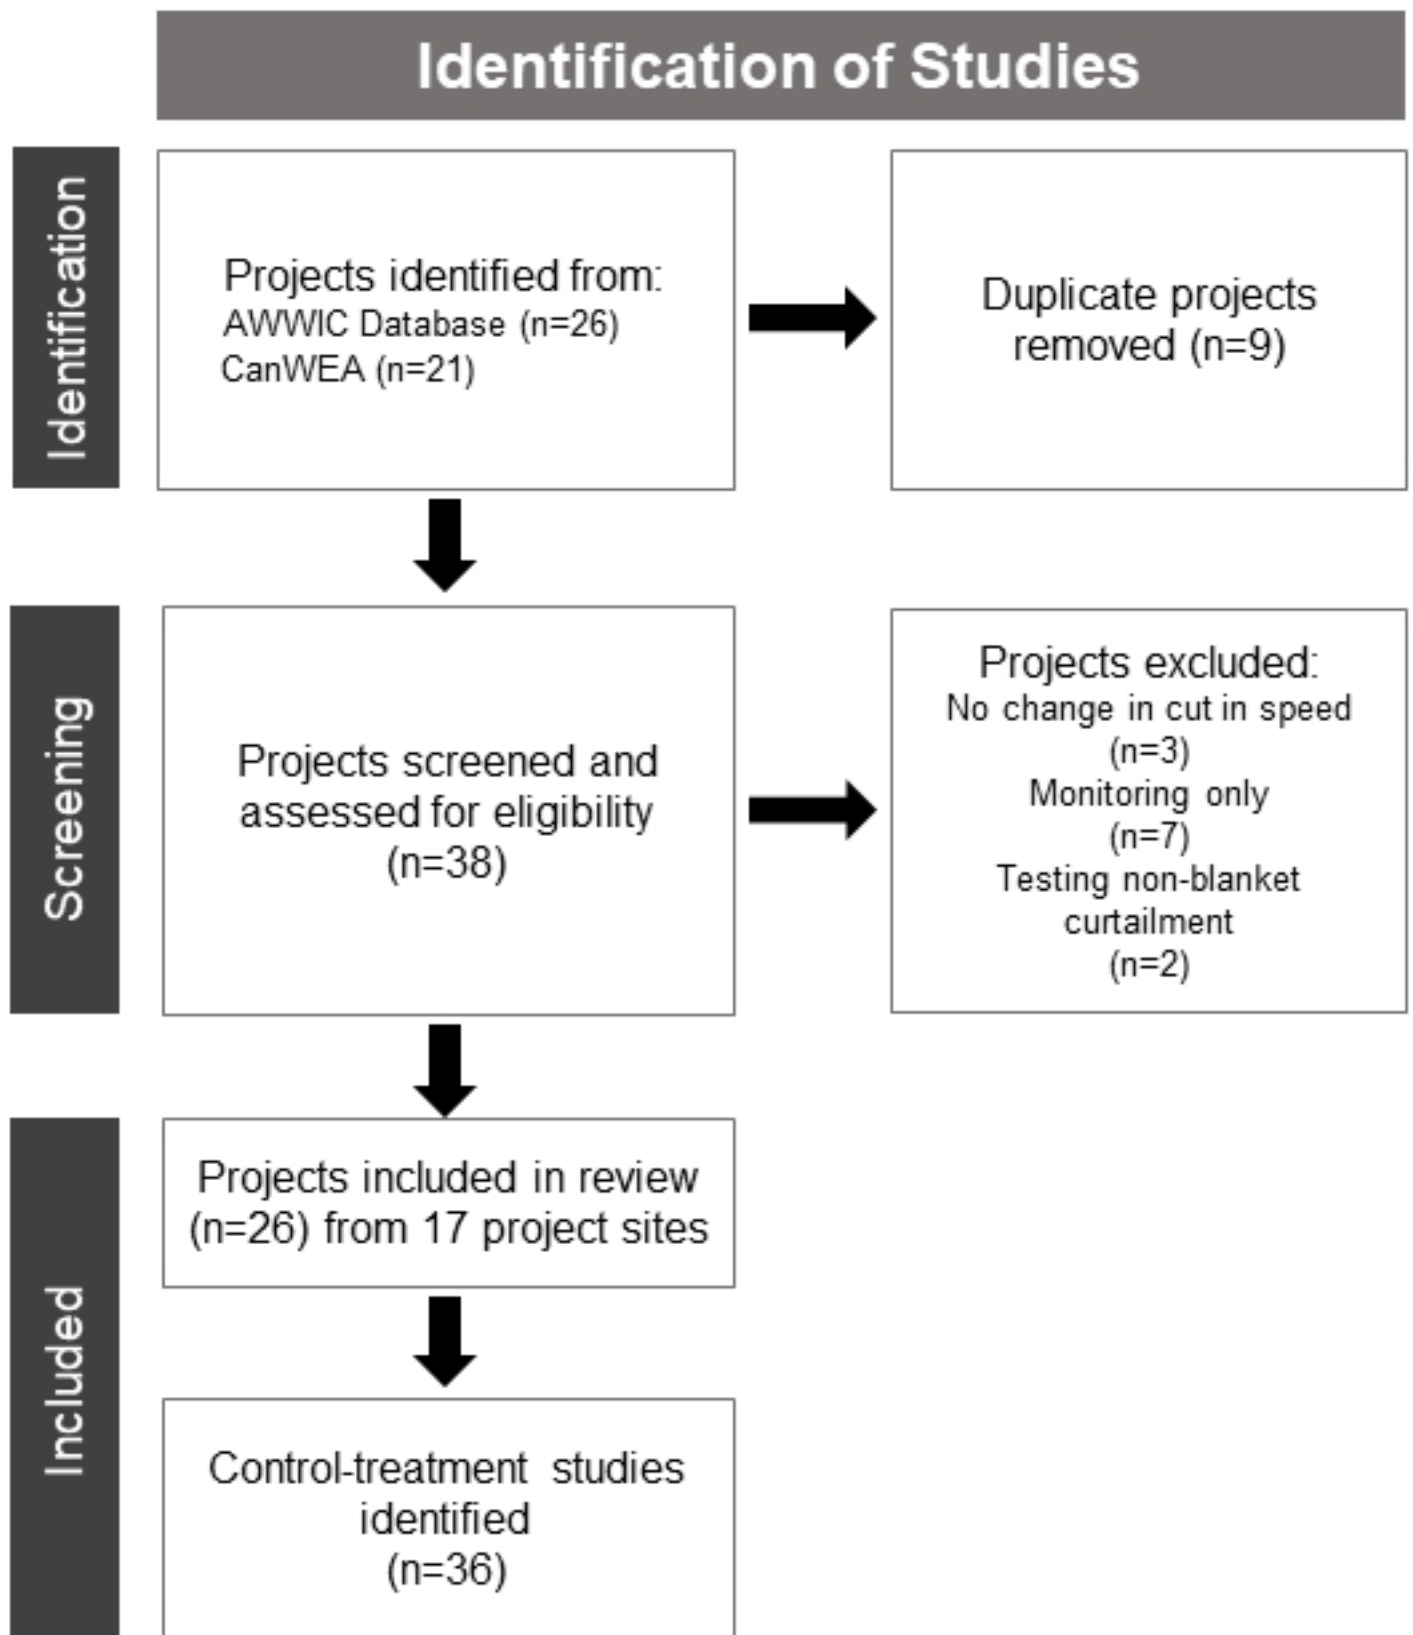 Identification of Studies
Identification
Projects identified from:
AWWIC Database (n=26)
CanWEA (n=21)
Duplicate projects
removed (n=9)
Screening
Projects screened and
assessed for eligibility
(n=38)
Projects excluded:
No change in cut in speed
(n=3)
Monitoring only
(n=7)
Testing non-blanket
curtailment
(n=2)
Included
Projects included in review
(n=26) from 17 project sites
Control-treatment studies
identified
(n=36)